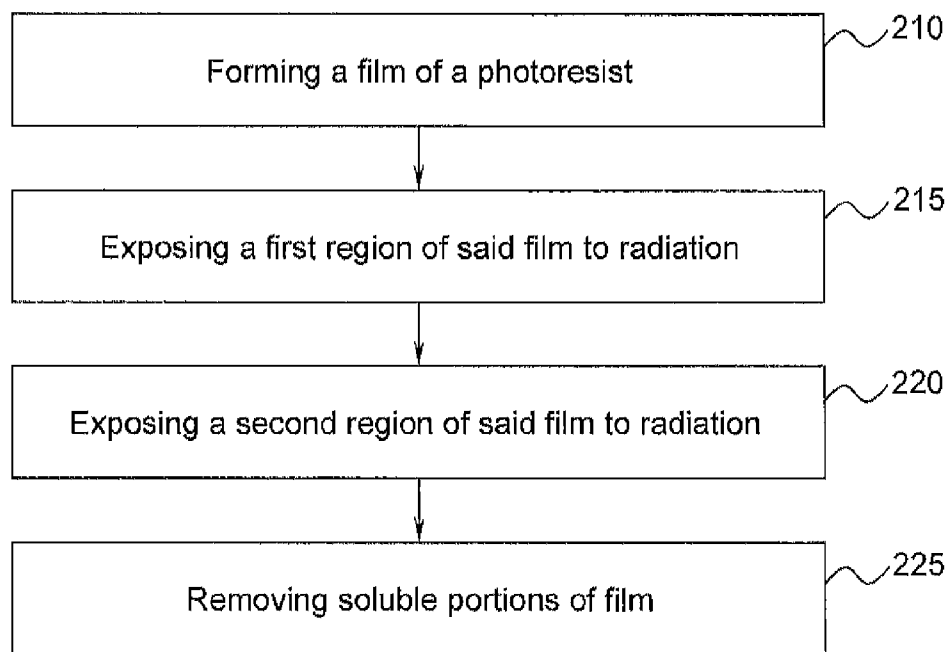 210
Forming a film of a photoresist
215
Exposing a first region of said film to radiation
220
Exposing a second region of said film to radiation
225
Removing soluble portions of film